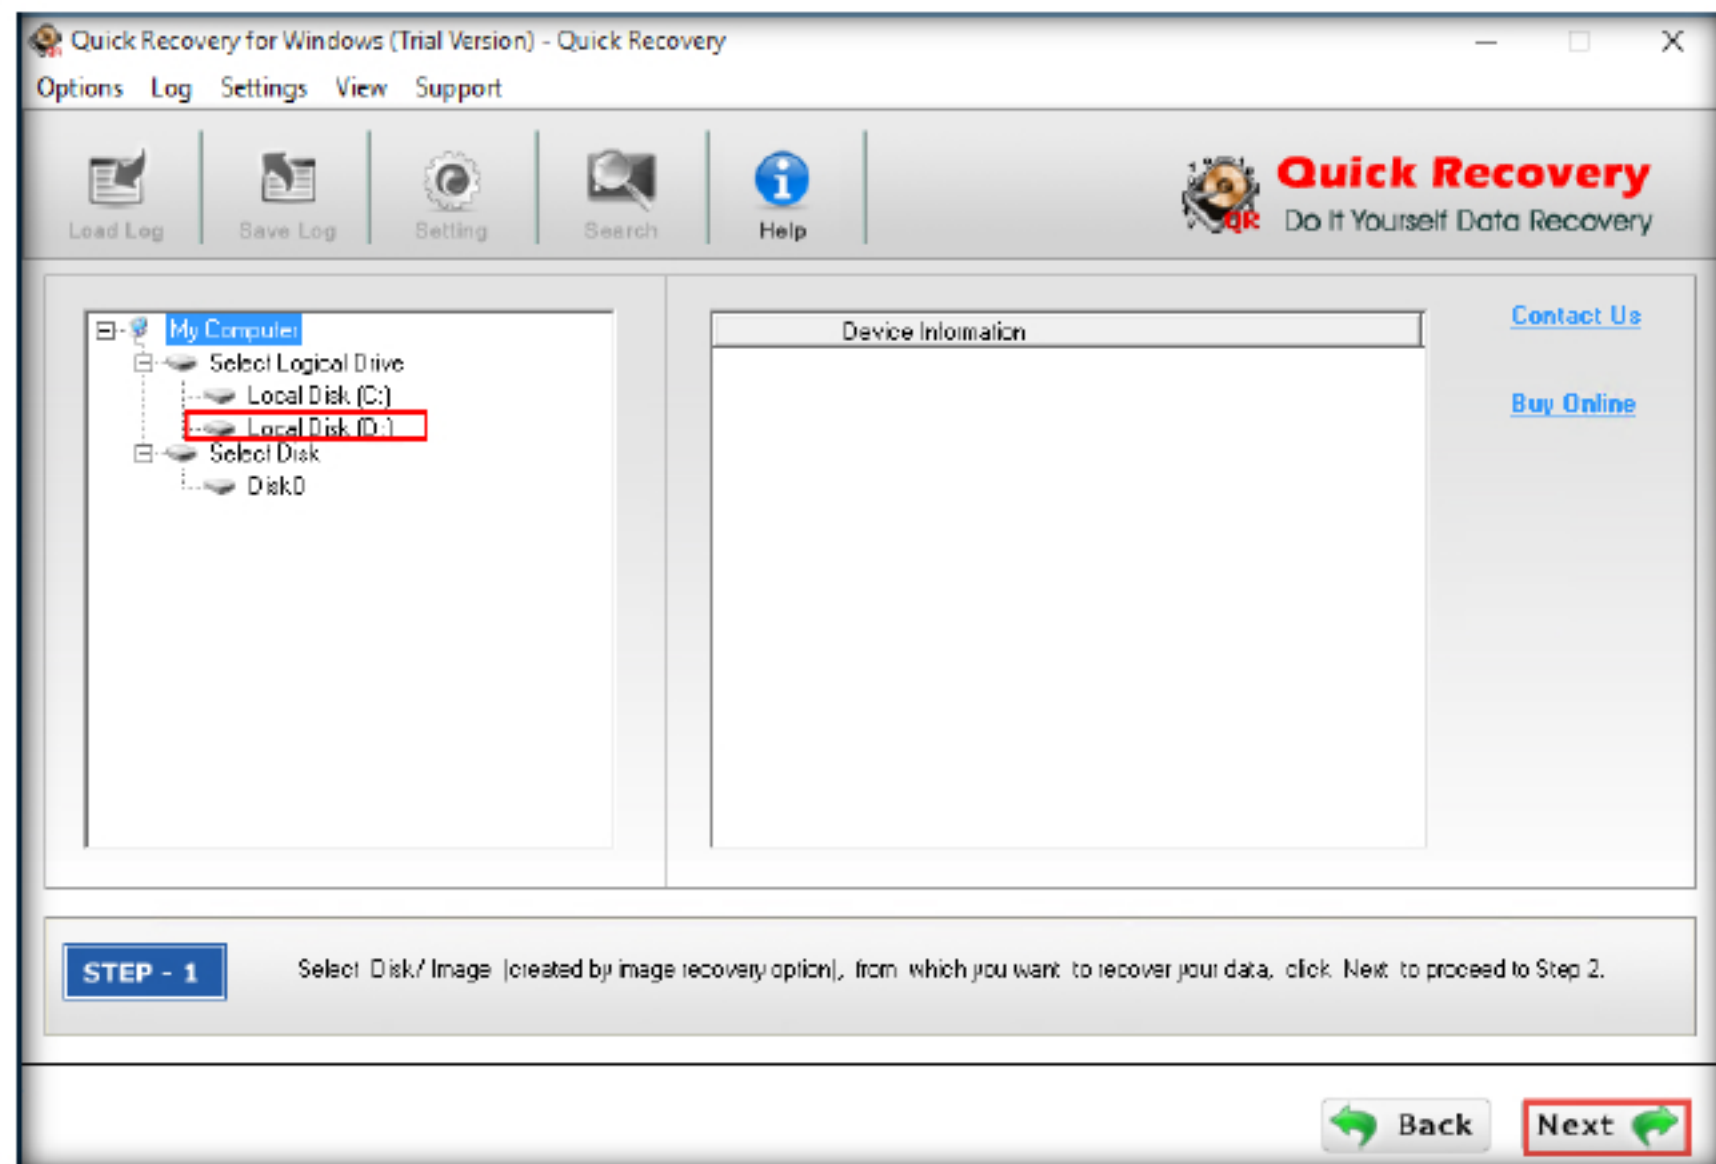 Quick Recovery for Windows (Trial Version) - Quick Recovery
Options Log Settings View Support
Load Log Save Log Setting Search Help
Quick Recovery
QR Do It Yourself Data Recovery
My Computer
Select Logical Drive
Local Disk (C:)
Local Disk (D:)
Select Disk
Disk0
Device Information
Contact Us
Buy Online
STEP - 1
Select Disk/ Image (created by image recovery option), from which you want to recover your data, click Next to proceed to Step 2.
Back Next